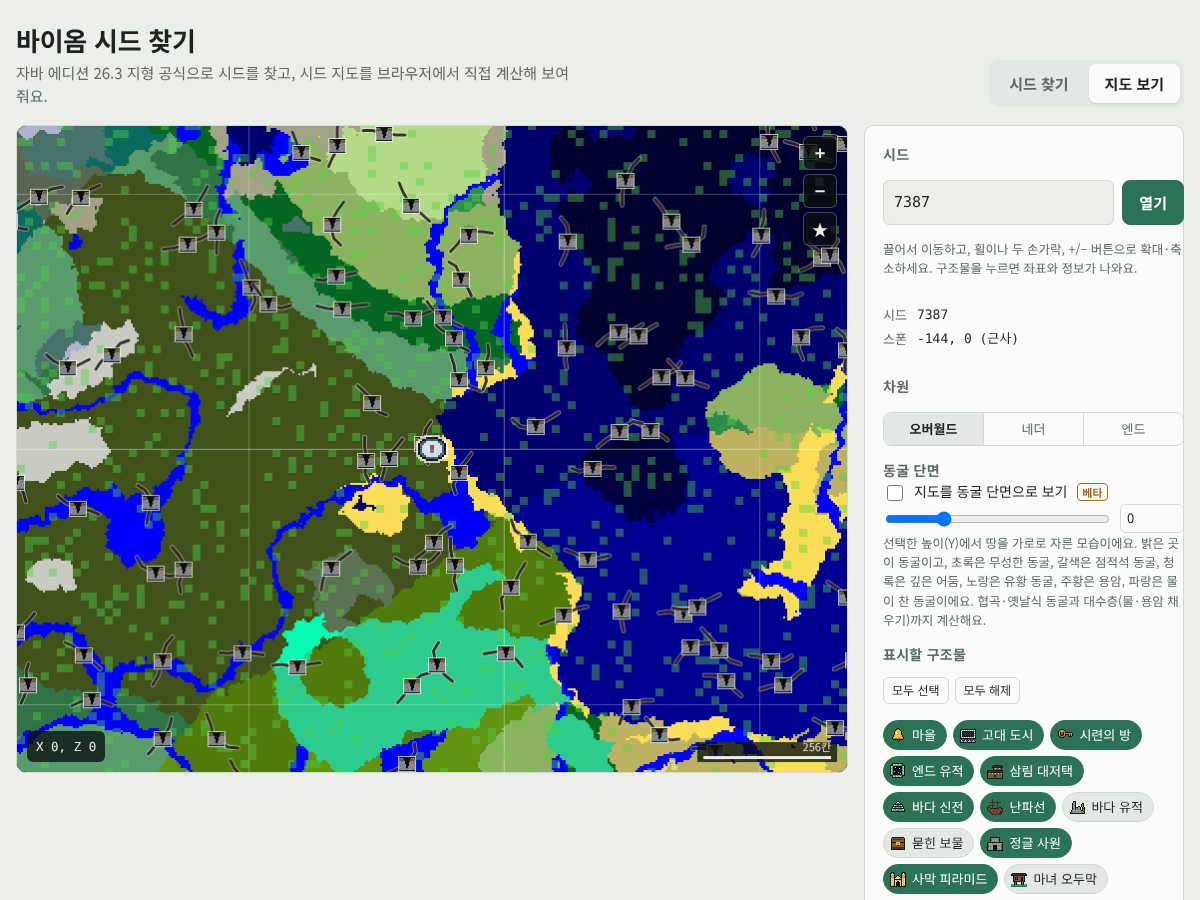 바이옴 시드 찾기
자바 에디션 26.3 지형 공식으로 시드를 찾고, 시드 지도를 브라우저에서 직접 계산해 보여
줘요.
시드 찾기
지도 보기
+
−
★
X 0, Z 0
256칸
시드
7387
열기
끌어서 이동하고, 휠이나 두 손가락, +/− 버튼으로 확대·축
소하세요. 구조물을 누르면 좌표와 정보가 나와요.
시드 7387
스폰 -144, 0 (근사)
차원
오버월드
네더
엔드
동굴 단면
지도를 동굴 단면으로 보기 베타
0
선택한 높이(Y)에서 땅을 가로로 자른 모습이에요. 밝은 곳
이 동굴이고, 초록은 무성한 동굴, 갈색은 점적석 동굴, 청
록은 깊은 어둠, 노랑은 유황 동굴, 주황은 용암, 파랑은 물
이 찬 동굴이에요. 협곡·옛날식 동굴과 대수층(물·용암 채
우기)까지 계산해요.
표시할 구조물
모두 선택
모두 해제
마을
고대 도시
시련의 방
엔드 유적
삼림 대저택
바다 신전
난파선
바다 유적
묻힌 보물
정글 사원
사막 피라미드
마녀 오두막